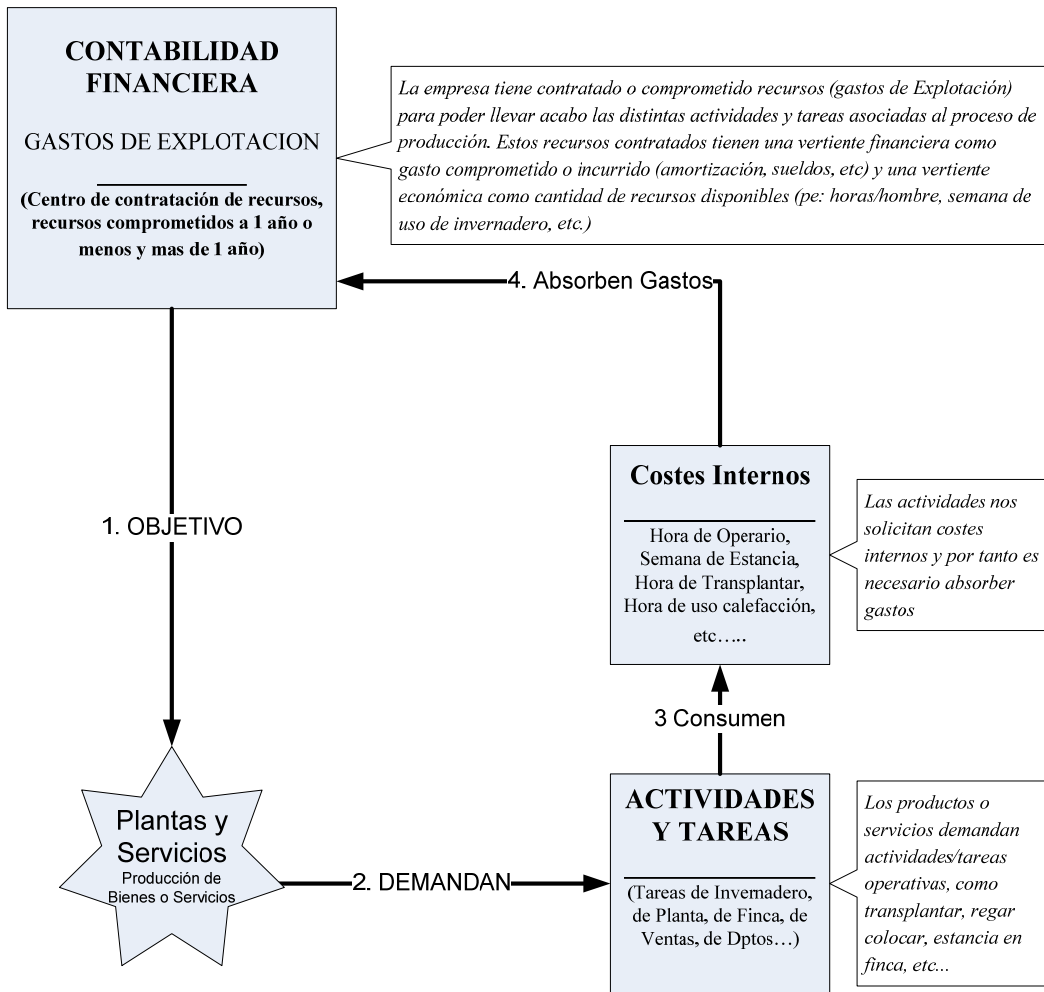 CONTABILIDAD
FINANCIERA
GASTOS DE EXPLOTACION
(Centro de contratación de recursos,
recursos comprometidos a 1 año o
menos y mas de 1 año)
La empresa tiene contratado o comprometido recursos (gastos de Explotación)
para poder llevar acabo las distintas actividades y tareas asociadas al proceso de
producción. Estos recursos contratados tienen una vertiente financiera como
gasto comprometido o incurrido (amortización, sueldos, etc) y una vertiente
económica como cantidad de recursos disponibles (pe: horas/hombre, semana de
uso de invernadero, etc.)
4. Absorben Gastos
1. OBJETIVO
Costes Internos
Hora de Operario,
Semana de Estancia,
Hora de Transplantar,
Hora de uso calefacción,
etc…..
Las actividades nos
solicitan costes
internos y por tanto es
necesario absorber
gastos
3 Consumen
Plantas y
Servicios
Producción de
Bienes o Servicios
2. DEMANDAN
ACTIVIDADES
Y TAREAS
(Tareas de Invernadero,
de Planta, de Finca, de
Ventas, de Dptos…)
Los productos o
servicios demandan
actividades/tareas
operativas, como
transplantar, regar
colocar, estancia en
finca, etc...